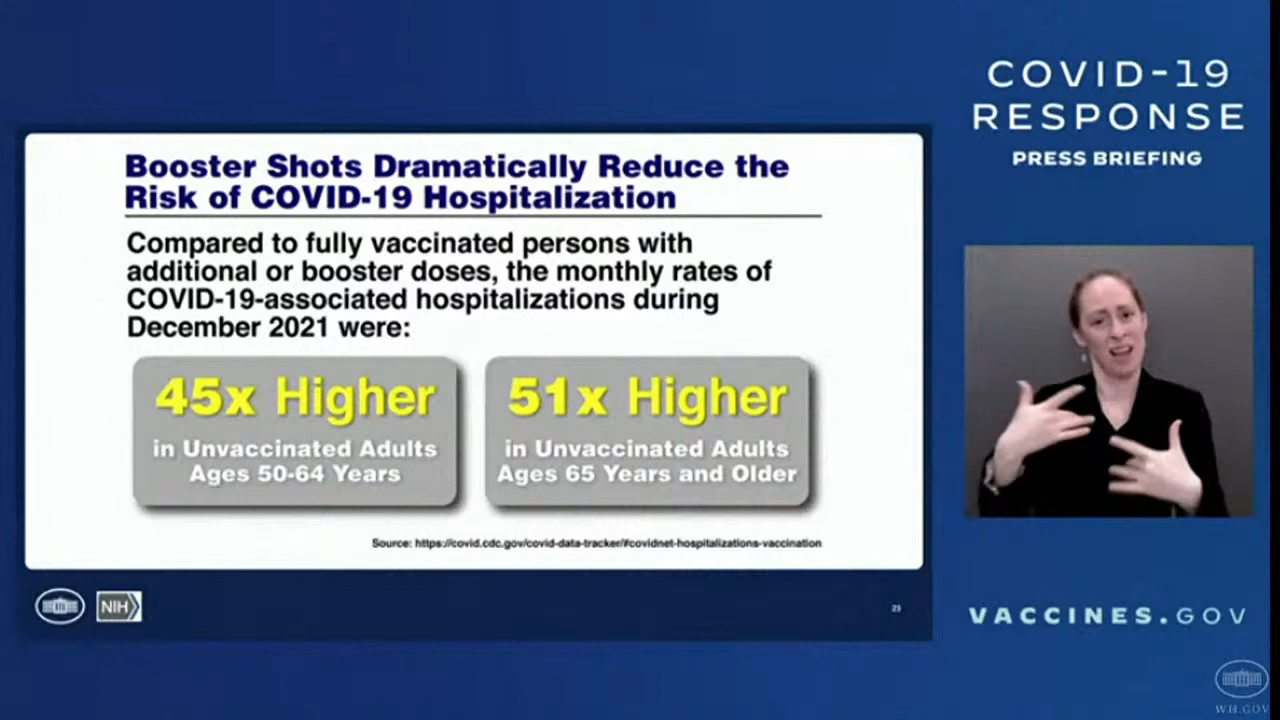 COVID-19
RESPONSE
PRESS BRIEFING
Booster Shots Dramatically Reduce the
Risk of COVID-19 Hospitalization
Compared to fully vaccinated persons with
additional or booster doses, the monthly rates of
COVID-19-associated hospitalizations during
December 2021 were:
45x Higher
in Unvaccinated Adults
Ages 50-64 Years
51x Higher
in Unvaccinated Adults
Ages 65 Years and Older
Source: https://covid.cdc.gov/covid-data-tracker/#covidnet-hospitalizations-vaccination
NIH
23
VACCINES.GOV
WH.GOV